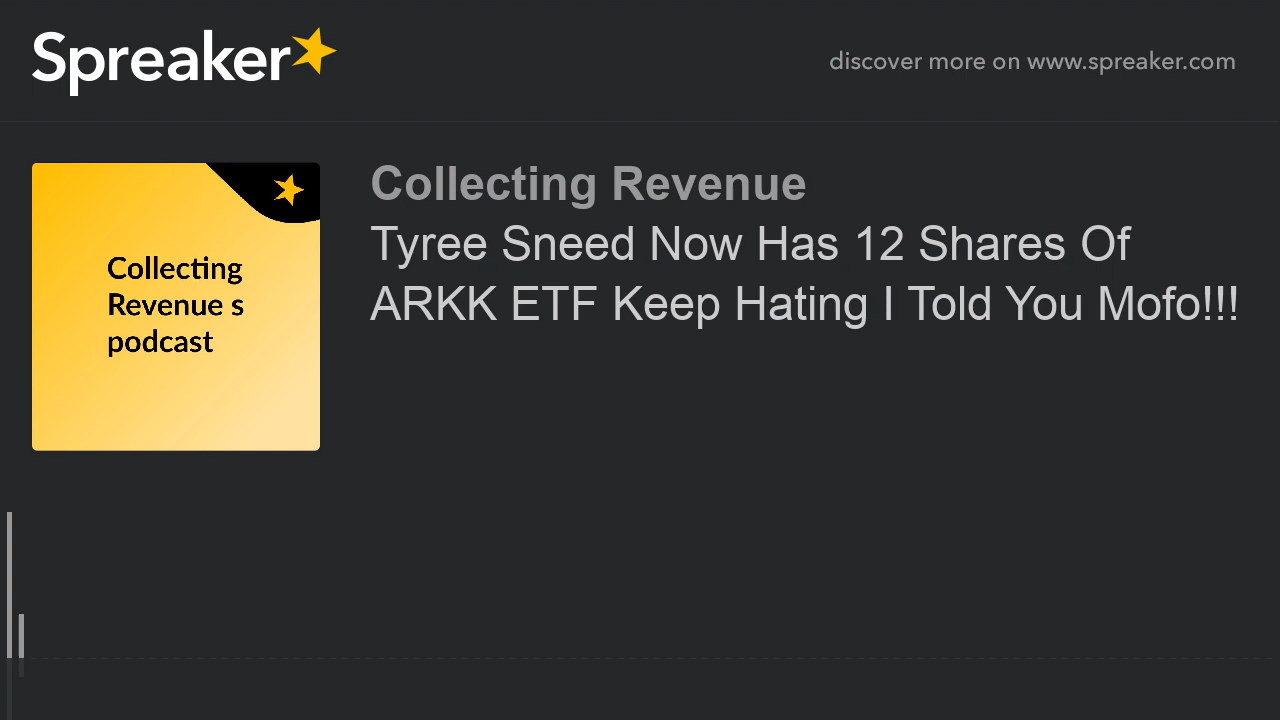 Spreaker
discover more on www.spreaker.com
Collecting
Revenue s
podcast
Collecting Revenue
Tyree Sneed Now Has 12 Shares Of
ARKK ETF Keep Hating I Told You Mofo!!!